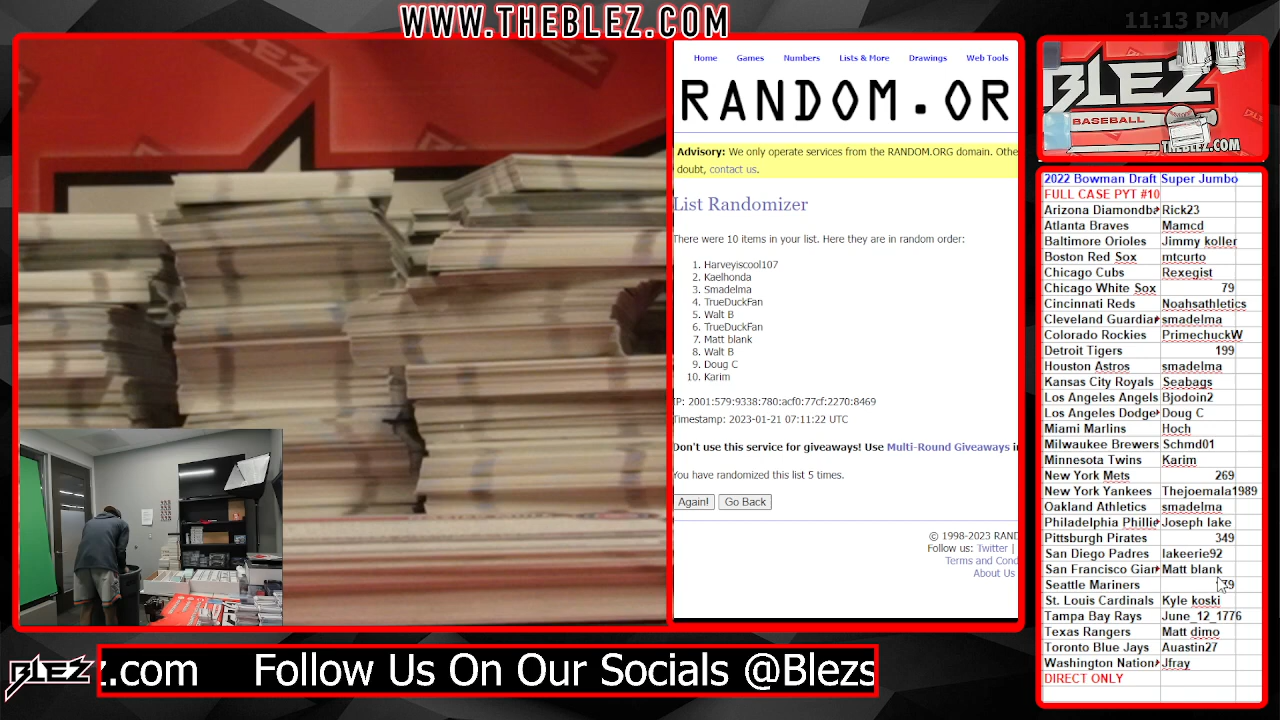 WWW.THEBLEZ.COM
11:13 PM
Home Games Numbers Lists & More Drawings Web Tools
RANDOM.OR
Advisory: We only operate services from the RANDOM.ORG domain. Othe
doubt, contact us.
List Randomizer
There were 10 items in your list. Here they are in random order:
1. Harveyiscool107
2. Kaelhonda
3. Smadelma
4. TrueDuckFan
5. Walt B
6. TrueDuckFan
7. Matt blank
8. Walt B
9. Doug C
10. Karim
IP: 2001:579:9338:780:acf0:77cf:2270:8469
Timestamp: 2023-01-21 07:11:22 UTC
Don't use this service for giveaways! Use Multi-Round Giveaways in
You have randomized this list 5 times.
Again! Go Back
© 1998-2023 RAND
Follow us: Twitter |
Terms and Cond
About Us
BLEZ
BASEBALL
THEBLEZ.COM
2022 Bowman Draft Super Jumbo
FULL CASE PYT #10
Arizona Diamondba Rick23
Atlanta Braves Mamcd
Baltimore Orioles Jimmy koller
Boston Red Sox mtcurto
Chicago Cubs Rexegist
Chicago White Sox 79
Cincinnati Reds Noahsathletics
Cleveland Guardian smadelma
Colorado Rockies PrimechuckW
Detroit Tigers 199
Houston Astros smadelma
Kansas City Royals Seabags
Los Angeles Angels Bjodoin2
Los Angeles Dodge Doug C
Miami Marlins Hoch
Milwaukee Brewers Schmd01
Minnesota Twins Karim
New York Mets 269
New York Yankees Thejoemala1989
Oakland Athletics smadelma
Philadelphia Phillie Joseph lake
Pittsburgh Pirates 349
San Diego Padres lakeerie92
San Francisco Gian Matt blank
Seattle Mariners
St. Louis Cardinals Kyle koski
Tampa Bay Rays June_12_1776
Texas Rangers Matt dimo
Toronto Blue Jays Auastin27
Washington Nation Jfray
DIRECT ONLY
BLEZ
z.com Follow Us On Our Socials @Blezs